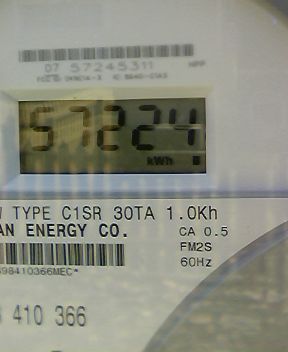 07 57245311
57224
kWh
TYPE C1SR 30TA 1.0Kh
AN ENERGY CO. CA 0.5
FM2S
98410366MEC*
60Hz
410 366